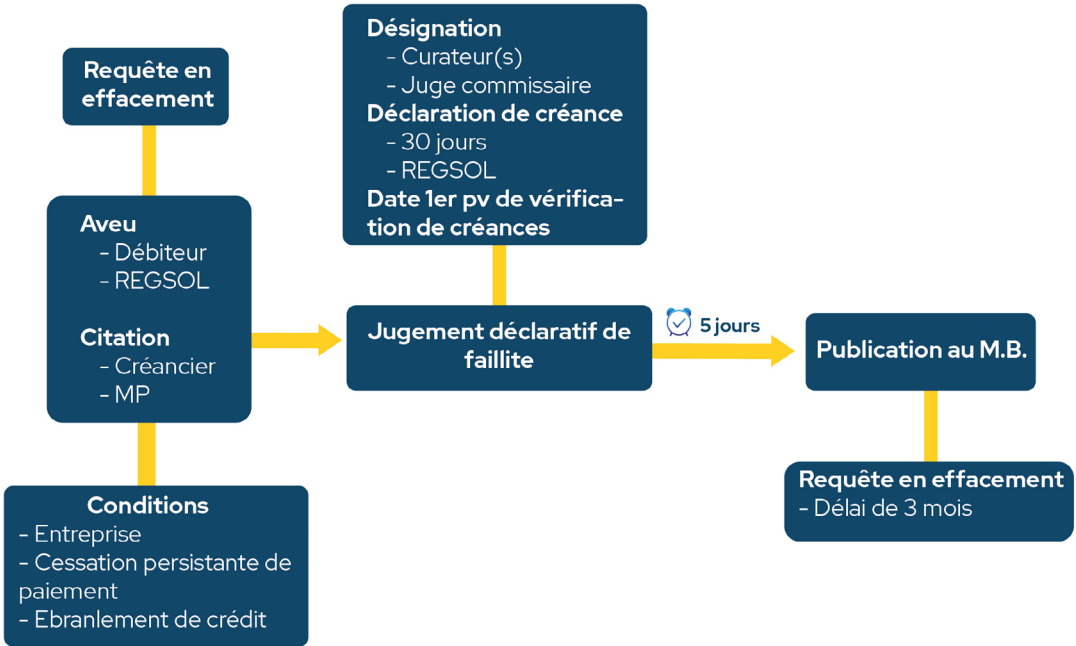 Requête en
effacement
Aveu
- Débiteur
- REGSOL
Citation
- Créancier
- MP
Conditions
- Entreprise
- Cessation persistante de
paiement
- Ebranlement de crédit
Désignation
- Curateur(s)
- Juge commissaire
Déclaration de créance
- 30 jours
- REGSOL
Date 1er pv de vérifica-
tion de créances
Jugement déclaratif de
faillite
5 jours
Publication au M.B.
Requête en effacement
- Délai de 3 mois